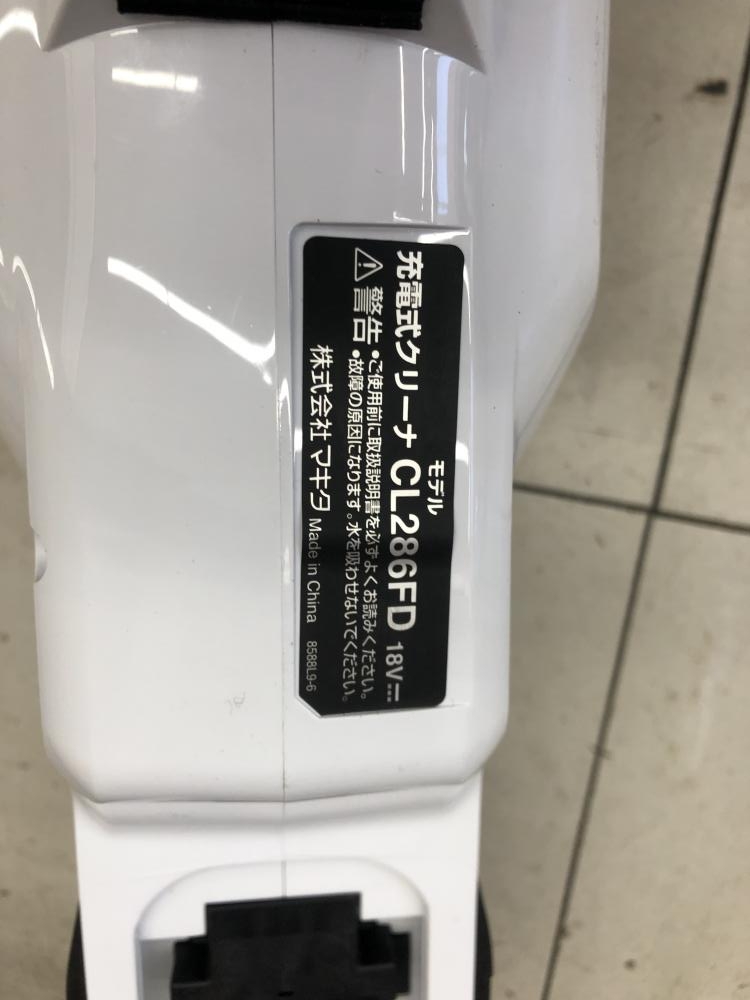 モデル
充電式クリーナ CL286FD 18V⎓
⚠警告 •ご使用前に取扱説明書を必ずよくお読みください。
•故障の原因になります。水を吸わせないでください。
株式会社 マキタ Made in China 8588L9-6